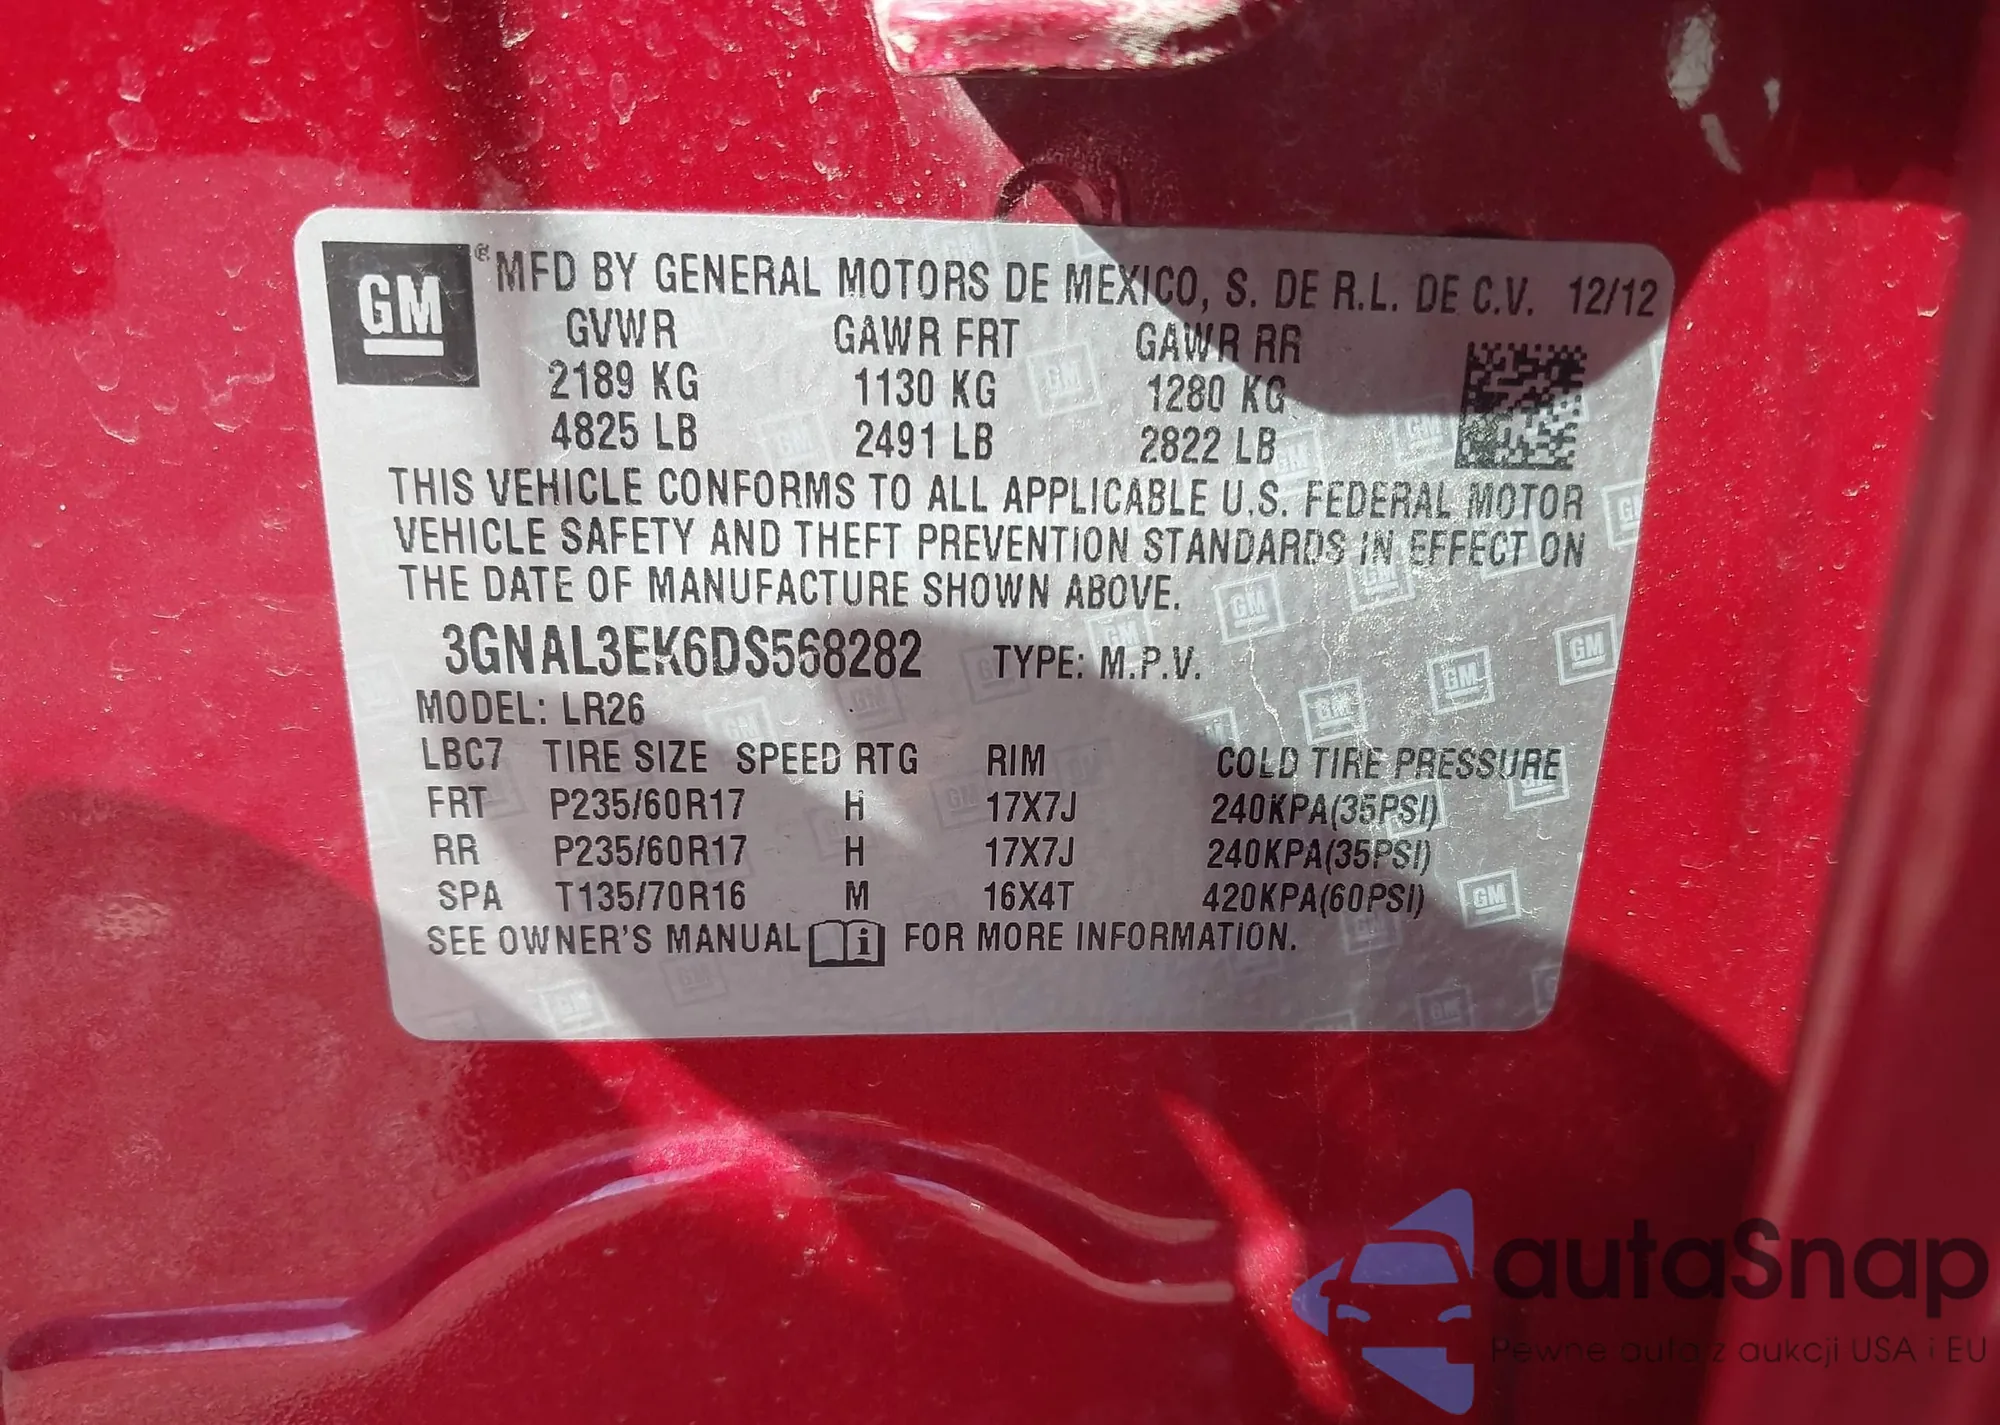 GM ® MFD BY GENERAL MOTORS DE MEXICO, S. DE R.L. DE C.V. 12/12
GVWR GAWR FRT GAWR RR
2189 KG 1130 KG 1280 KG
4825 LB 2491 LB 2822 LB
THIS VEHICLE CONFORMS TO ALL APPLICABLE U.S. FEDERAL MOTOR
VEHICLE SAFETY AND THEFT PREVENTION STANDARDS IN EFFECT ON
THE DATE OF MANUFACTURE SHOWN ABOVE.
3GNAL3EK6DS568282 TYPE: M.P.V.
MODEL: LR26
LBC7 TIRE SIZE SPEED RTG RIM COLD TIRE PRESSURE
FRT P235/60R17 H 17X7J 240KPA(35PSI)
RR P235/60R17 H 17X7J 240KPA(35PSI)
SPA T135/70R16 M 16X4T 420KPA(60PSI)
SEE OWNER'S MANUAL i FOR MORE INFORMATION.
autaSnap
Pewne auta z aukcji USA i EU